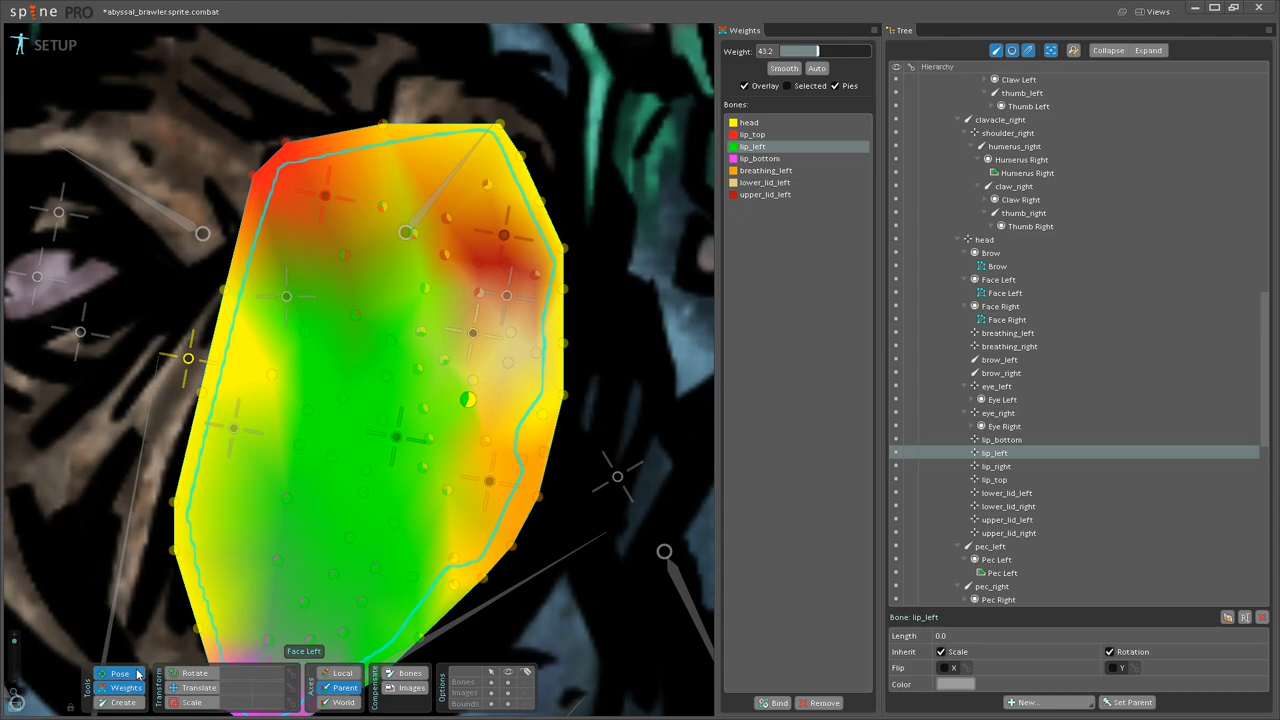 spine PRO *abyssal_brawler.sprite.combat Views
SETUP
Weights
Weight: 43.2
Smooth Auto
Overlay Selected Pies
Bones:
head
lip_top
lip_left
lip_bottom
breathing_left
lower_lid_left
upper_lid_left
Bind Remove
Tree
Collapse Expand
Hierarchy
Claw Left
thumb_left
Thumb Left
clavacle_right
shoulder_right
humerus_right
Humerus Right
Humerus Right
claw_right
Claw Right
thumb_right
Thumb Right
head
Brow
Brow
Face Left
Face Left
Face Right
Face Right
breathing_left
breathing_right
brow_left
brow_right
eye_left
Eye Left
eye_right
Eye Right
lip_bottom
lip_left
lip_right
lip_top
lower_lid_left
lower_lid_right
upper_lid_left
upper_lid_right
pec_left
Pec Left
Pec Left
pec_right
Pec Right
Bone: lip_left
Length 0.0
Inherit Scale Rotation
Flip X Y
Color
New... Set Parent
Face Left
Tools
Pose
Weights
Create
Transform
Rotate
Translate
Scale
Axes
Local
Parent
World
Compensate
Bones
Images
Options
Bones
Images
Bounds